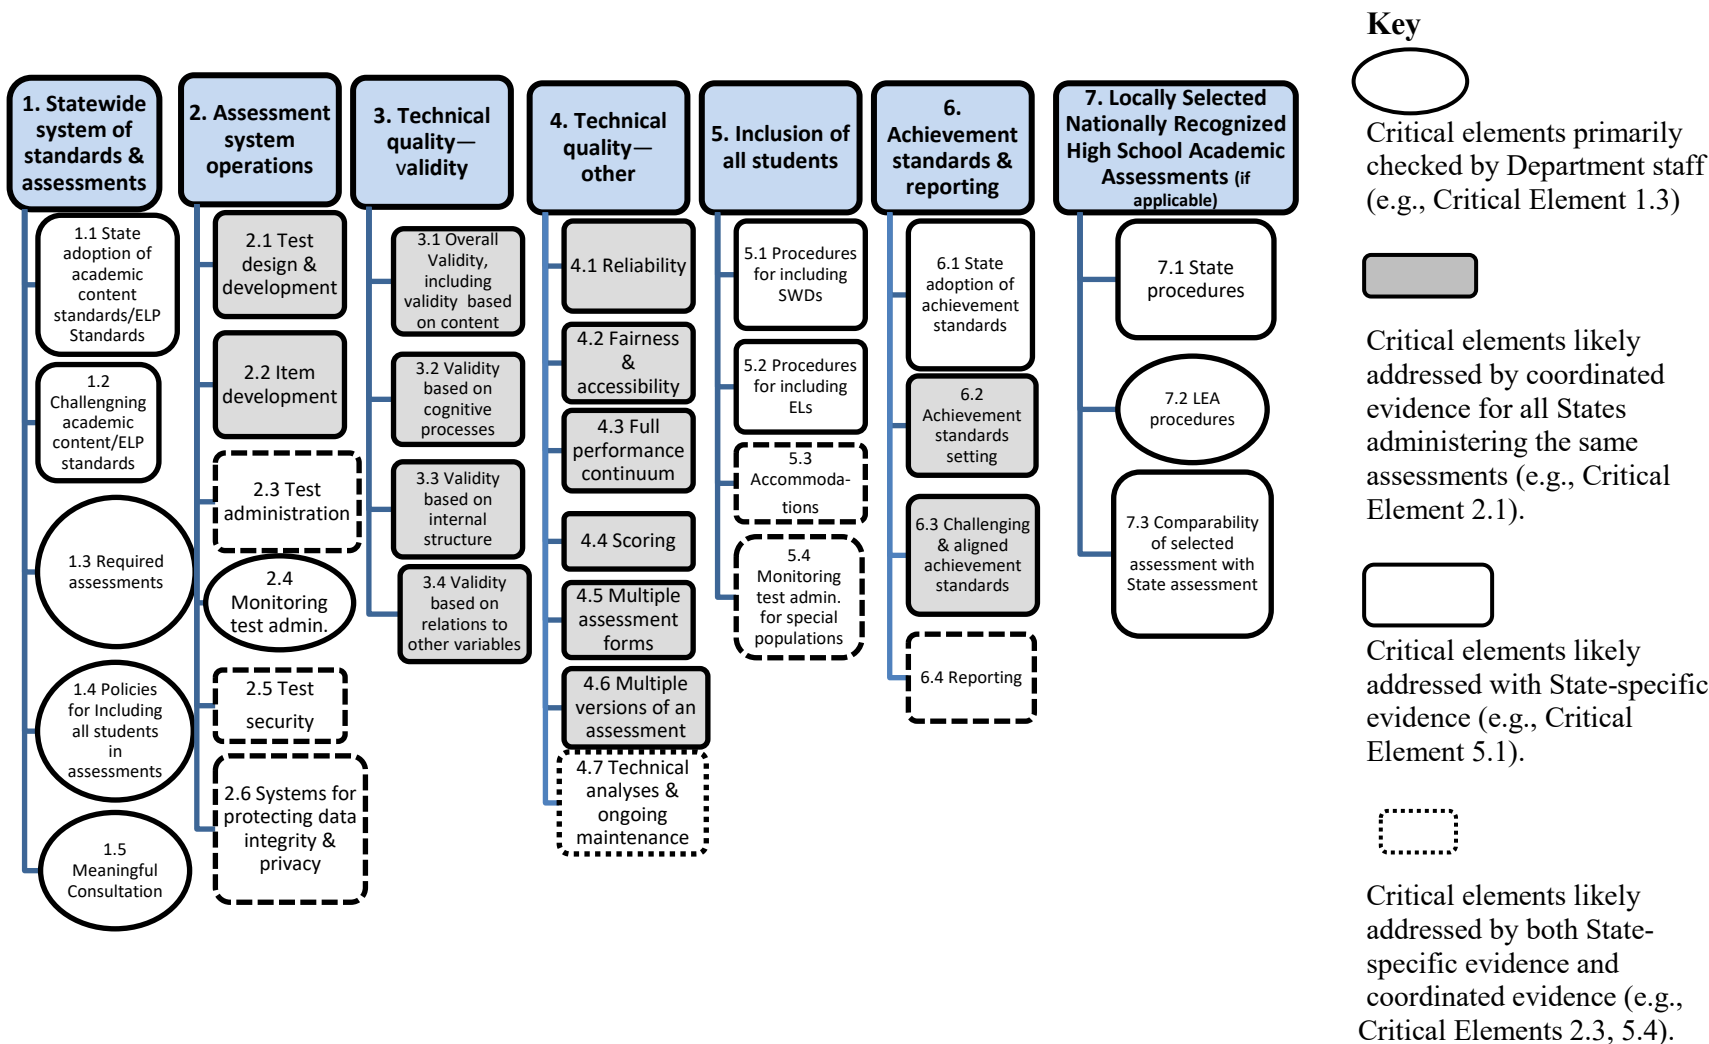 1. Statewide
system of
standards &
assessments
1.1 State
adoption of
academic
content
standards/ELP
Standards
1.2
Challengning
academic
content/ELP
standards
1.3 Required
assessments
1.4 Policies
for Including
all students
in
assessments
1.5
Meaningful
Consultation
2. Assessment
system
operations
2.1 Test
design &
development
2.2 Item
development
2.3 Test
administration
2.4
Monitoring
test admin.
2.5 Test
security
2.6 Systems for
protecting data
integrity &
privacy
3. Technical
quality—
validity
3.1 Overall
Validity,
including
validity based
on content
3.2 Validity
based on
cognitive
processes
3.3 Validity
based on
internal
structure
3.4 Validity
based on
relations to
other variables
4. Technical
quality—
other
4.1 Reliability
4.2 Fairness
&
accessibility
4.3 Full
performance
continuum
4.4 Scoring
4.5 Multiple
assessment
forms
4.6 Multiple
versions of an
assessment
4.7 Technical
analyses &
ongoing
maintenance
5. Inclusion of
all students
5.1 Procedures
for including
SWDs
5.2 Procedures
for including
ELs
5.3
Accommoda-
tions
5.4
Monitoring
test admin.
for special
populations
6.
Achievement
standards &
reporting
6.1 State
adoption of
achievement
standards
6.2
Achievement
standards
setting
6.3 Challenging
& aligned
achievement
standards
6.4 Reporting
7. Locally Selected
Nationally Recognized
High School Academic
Assessments (if
applicable)
7.1 State
procedures
7.2 LEA
procedures
7.3 Comparability
of selected
assessment with
State assessment
Key
Critical elements primarily
checked by Department staff
(e.g., Critical Element 1.3)
Critical elements likely
addressed by coordinated
evidence for all States
administering the same
assessments (e.g., Critical
Element 2.1).
Critical elements likely
addressed with State-specific
evidence (e.g., Critical
Element 5.1).
Critical elements likely
addressed by both State-
specific evidence and
coordinated evidence (e.g.,
Critical Elements 2.3, 5.4).